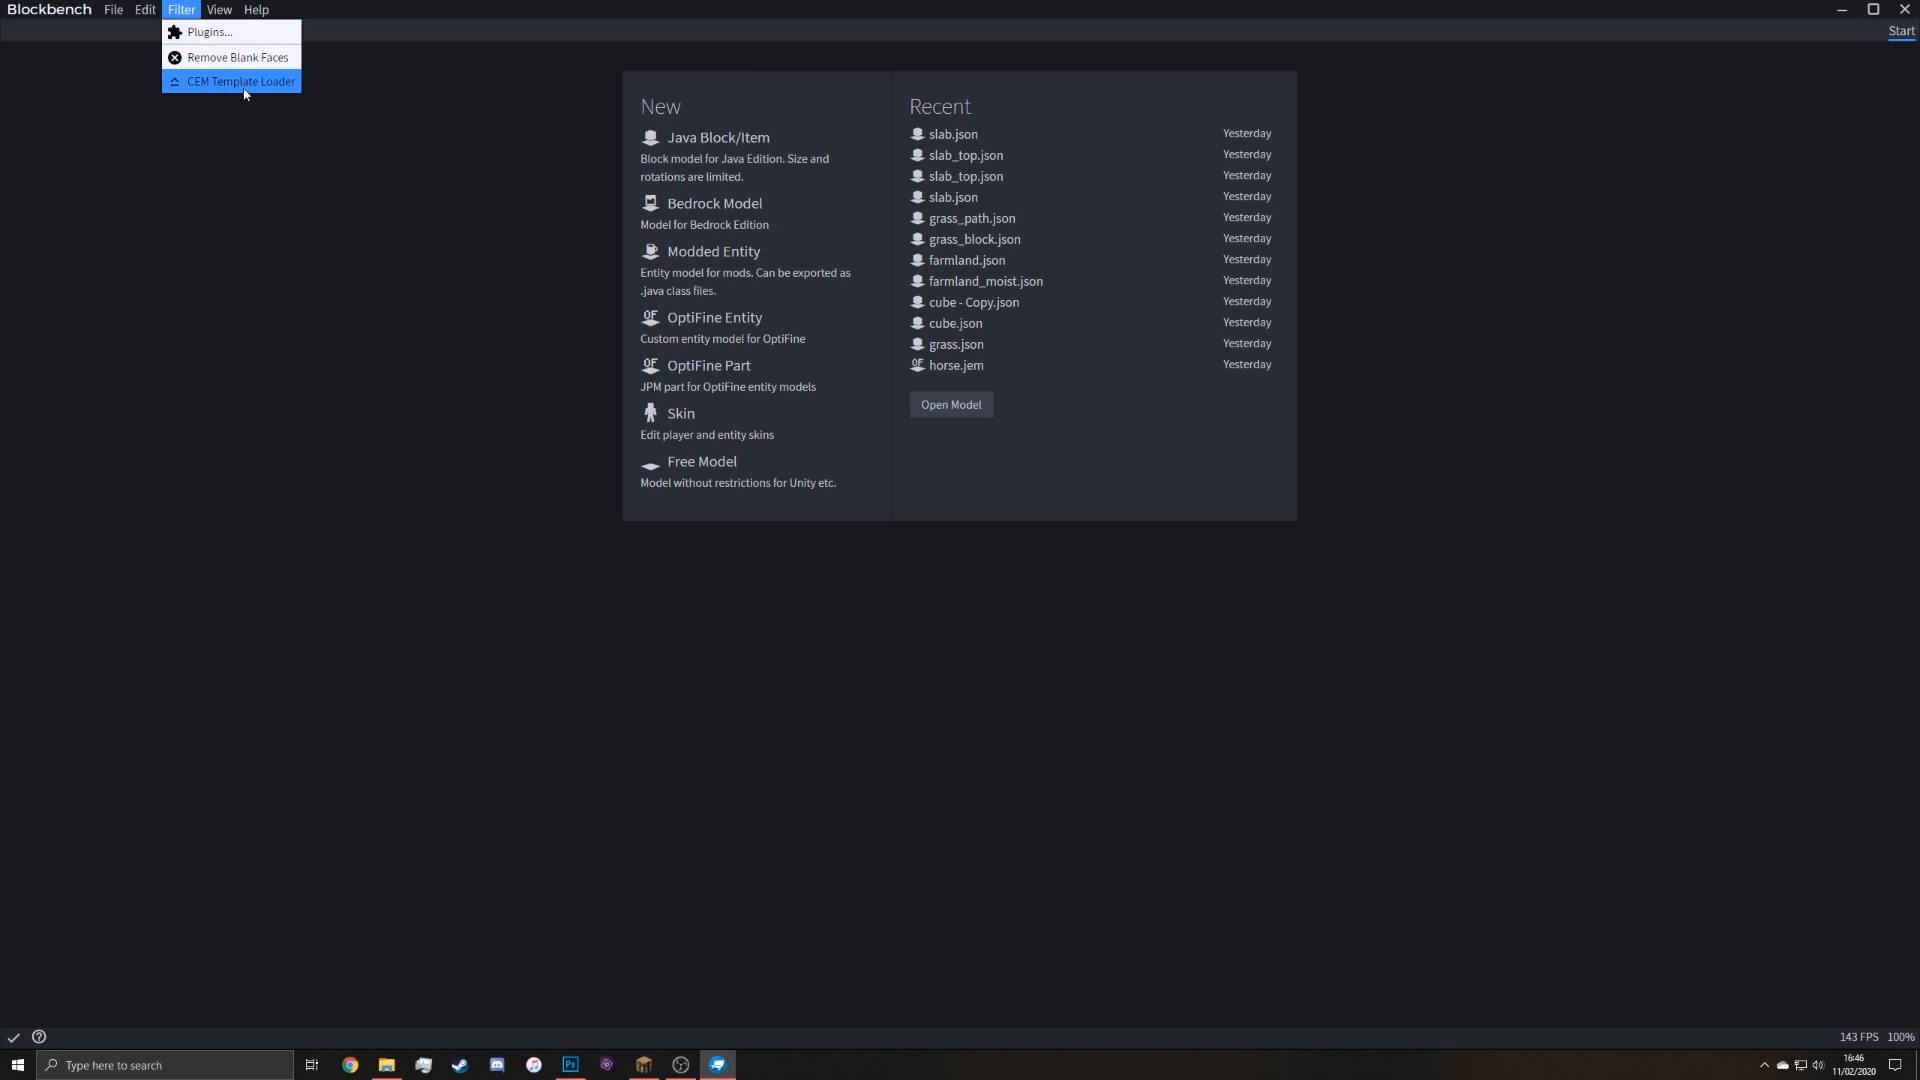 Blockbench File Edit Filter View Help
Start
Plugins...
Remove Blank Faces
CEM Template Loader
New
Java Block/Item
Block model for Java Edition. Size and
rotations are limited.
Bedrock Model
Model for Bedrock Edition
Modded Entity
Entity model for mods. Can be exported as
.java class files.
OptiFine Entity
Custom entity model for OptiFine
OptiFine Part
JPM part for OptiFine entity models
Skin
Edit player and entity skins
Free Model
Model without restrictions for Unity etc.
Recent
slab.json Yesterday
slab_top.json Yesterday
slab_top.json Yesterday
slab.json Yesterday
grass_path.json Yesterday
grass_block.json Yesterday
farmland.json Yesterday
farmland_moist.json Yesterday
cube - Copy.json Yesterday
cube.json Yesterday
grass.json Yesterday
horse.jem Yesterday
Open Model
143 FPS 100%
Type here to search
Ps
16:46
11/02/2020